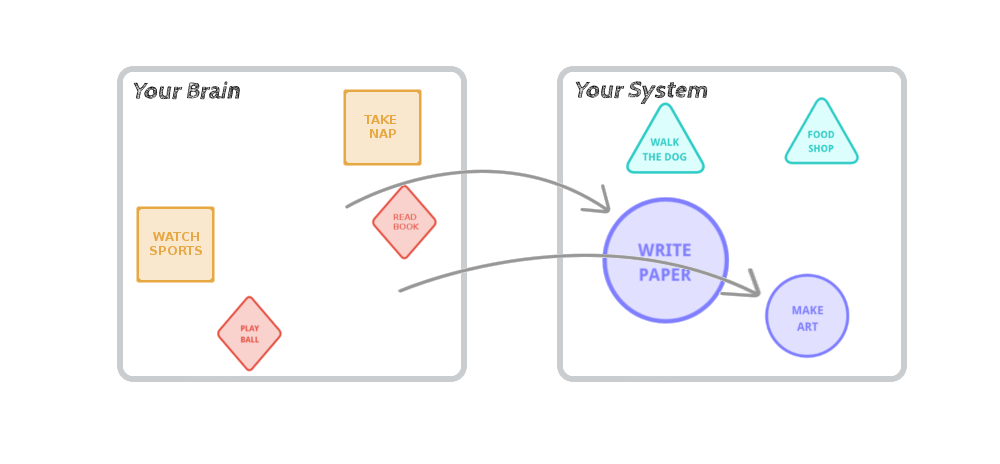 Your Brain
TAKE
NAP
READ
BOOK
WATCH
SPORTS
PLAY
BALL
Your System
WALK
THE DOG
FOOD
SHOP
WRITE
PAPER
MAKE
ART